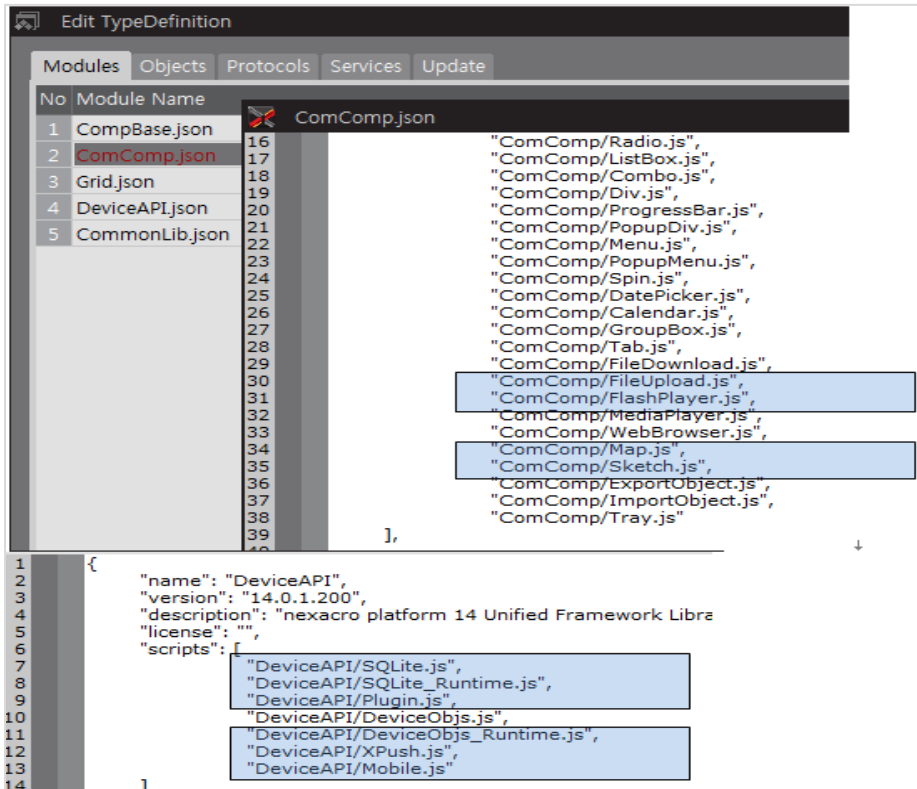 Edit TypeDefinition
Modules Objects Protocols Services Update
No Module Name
1 CompBase.json
2 ComComp.json
3 Grid.json
4 DeviceAPI.json
5 CommonLib.json
ComComp.json
16 "ComComp/Radio.js",
17 "ComComp/ListBox.js",
18 "ComComp/Combo.js",
19 "ComComp/Div.js",
20 "ComComp/ProgressBar.js",
21 "ComComp/PopupDiv.js",
22 "ComComp/Menu.js",
23 "ComComp/PopupMenu.js",
24 "ComComp/Spin.js",
25 "ComComp/DatePicker.js",
26 "ComComp/Calendar.js",
27 "ComComp/GroupBox.js",
28 "ComComp/Tab.js",
29 "ComComp/FileDownload.js",
30 "ComComp/FileUpload.js",
31 "ComComp/FlashPlayer.js",
32 "ComComp/MediaPlayer.js",
33 "ComComp/WebBrowser.js",
34 "ComComp/Map.js",
35 "ComComp/Sketch.js",
36 "ComComp/ExportObject.js",
37 "ComComp/ImportObject.js",
38 "ComComp/Tray.js"
39 ],
1 {
2 "name": "DeviceAPI",
3 "version": "14.0.1.200",
4 "description": "nexacro platform 14 Unified Framework Libra
5 "license": "",
6 "scripts": [
7 "DeviceAPI/SQLite.js",
8 "DeviceAPI/SQLite_Runtime.js",
9 "DeviceAPI/Plugin.js",
10 "DeviceAPI/DeviceObjs.js",
11 "DeviceAPI/DeviceObjs_Runtime.js",
12 "DeviceAPI/XPush.js",
13 "DeviceAPI/Mobile.js"
14 ]